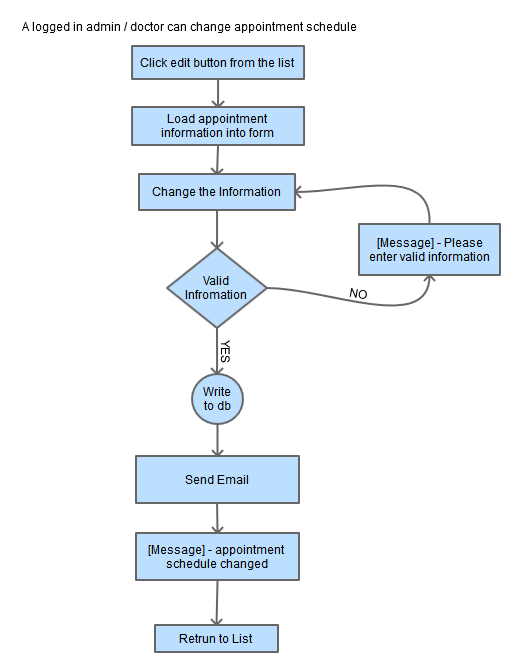 A logged in admin / doctor can change appointment schedule
Click edit button from the list
Load appointment
information into form
Change the Information
[Message] - Please
enter valid information
Valid
Infromation
NO
YES
Write
to db
Send Email
[Message] - appointment
schedule changed
Retrun to List